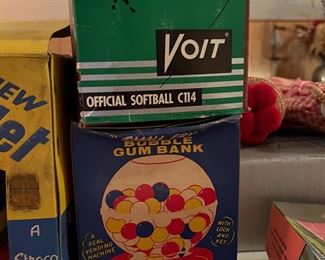 VOIT
OFFICIAL SOFTBALL C114
NEW
A
BUBBLE
GUM BANK
A REAL
VENDING
MACHINE
WITH
LOCK AND
KEY